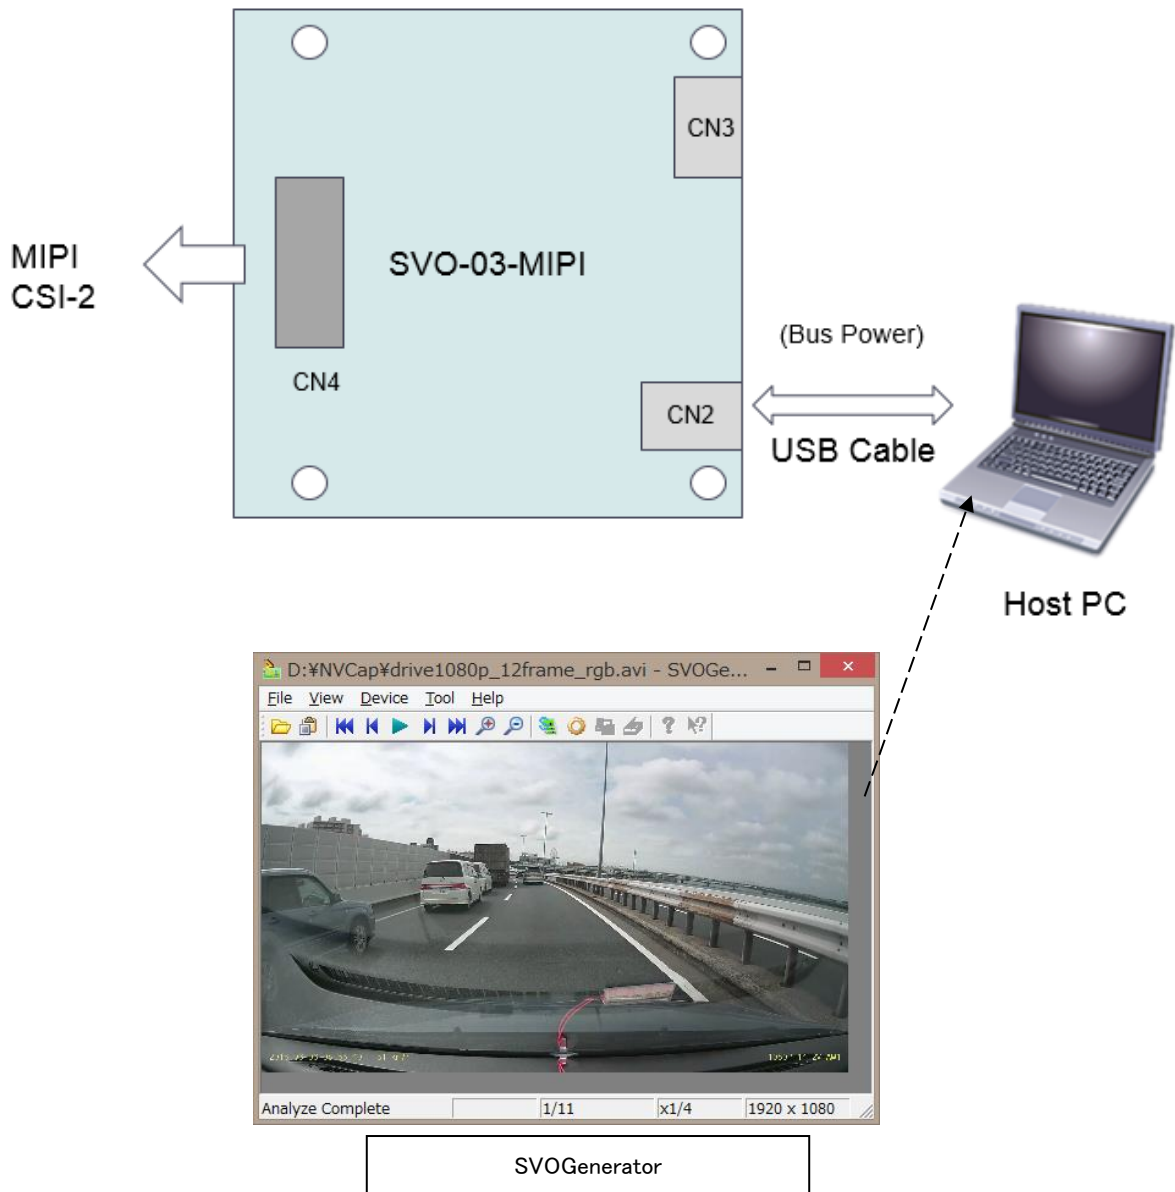 CN3
MIPI
CSI-2
SVO-03-MIPI
CN4
CN2
(Bus Power)
USB Cable
Host PC
D:¥NVCap¥drive1080p_12frame_rgb.avi - SVOGe...
File View Device Tool Help
Analyze Complete 1/11 x1/4 1920 x 1080
SVOGenerator